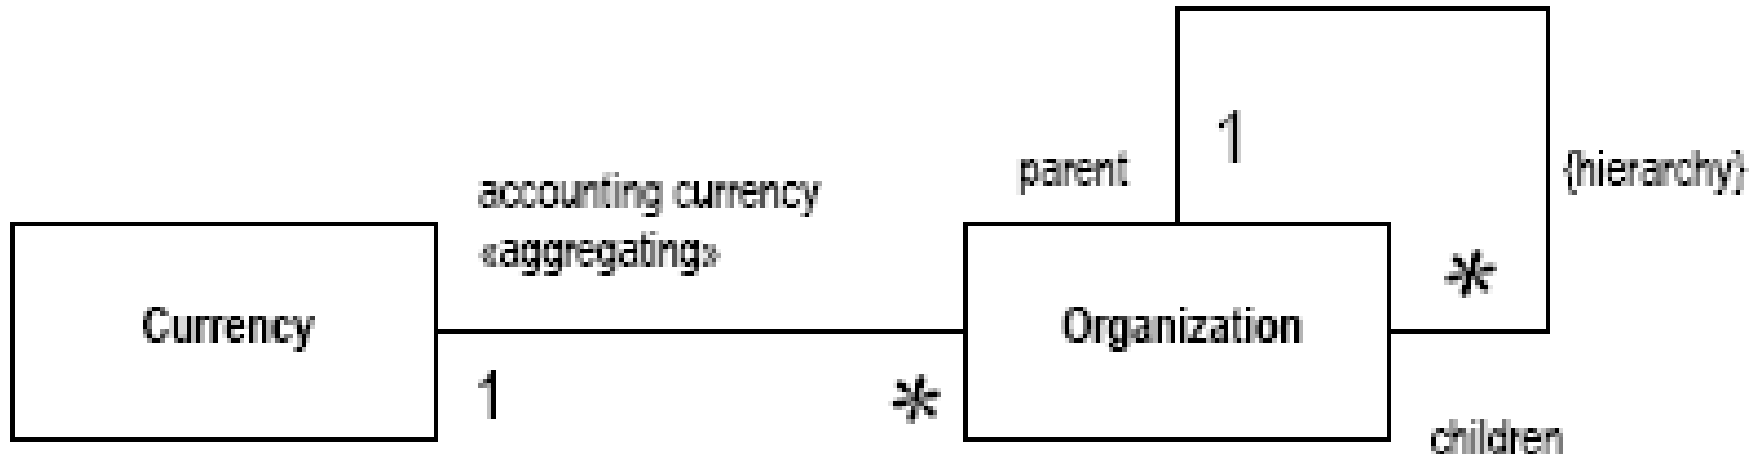 1
parent
{hierarchy}
accounting currency
«aggregating»
*
Currency
Organization
1
*
children